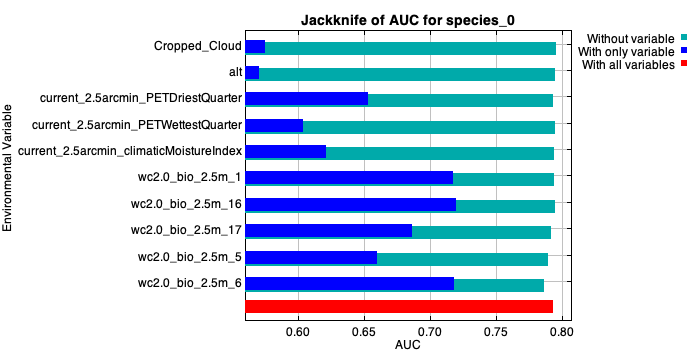 Jackknife of AUC for species_0
Without variable
With only variable
With all variables
Environmental Variable
Cropped_Cloud
alt
current_2.5arcmin_PETDriestQuarter
current_2.5arcmin_PETWettestQuarter
current_2.5arcmin_climaticMoistureIndex
wc2.0_bio_2.5m_1
wc2.0_bio_2.5m_16
wc2.0_bio_2.5m_17
wc2.0_bio_2.5m_5
wc2.0_bio_2.5m_6
0.60 0.65 0.70 0.75 0.80
AUC